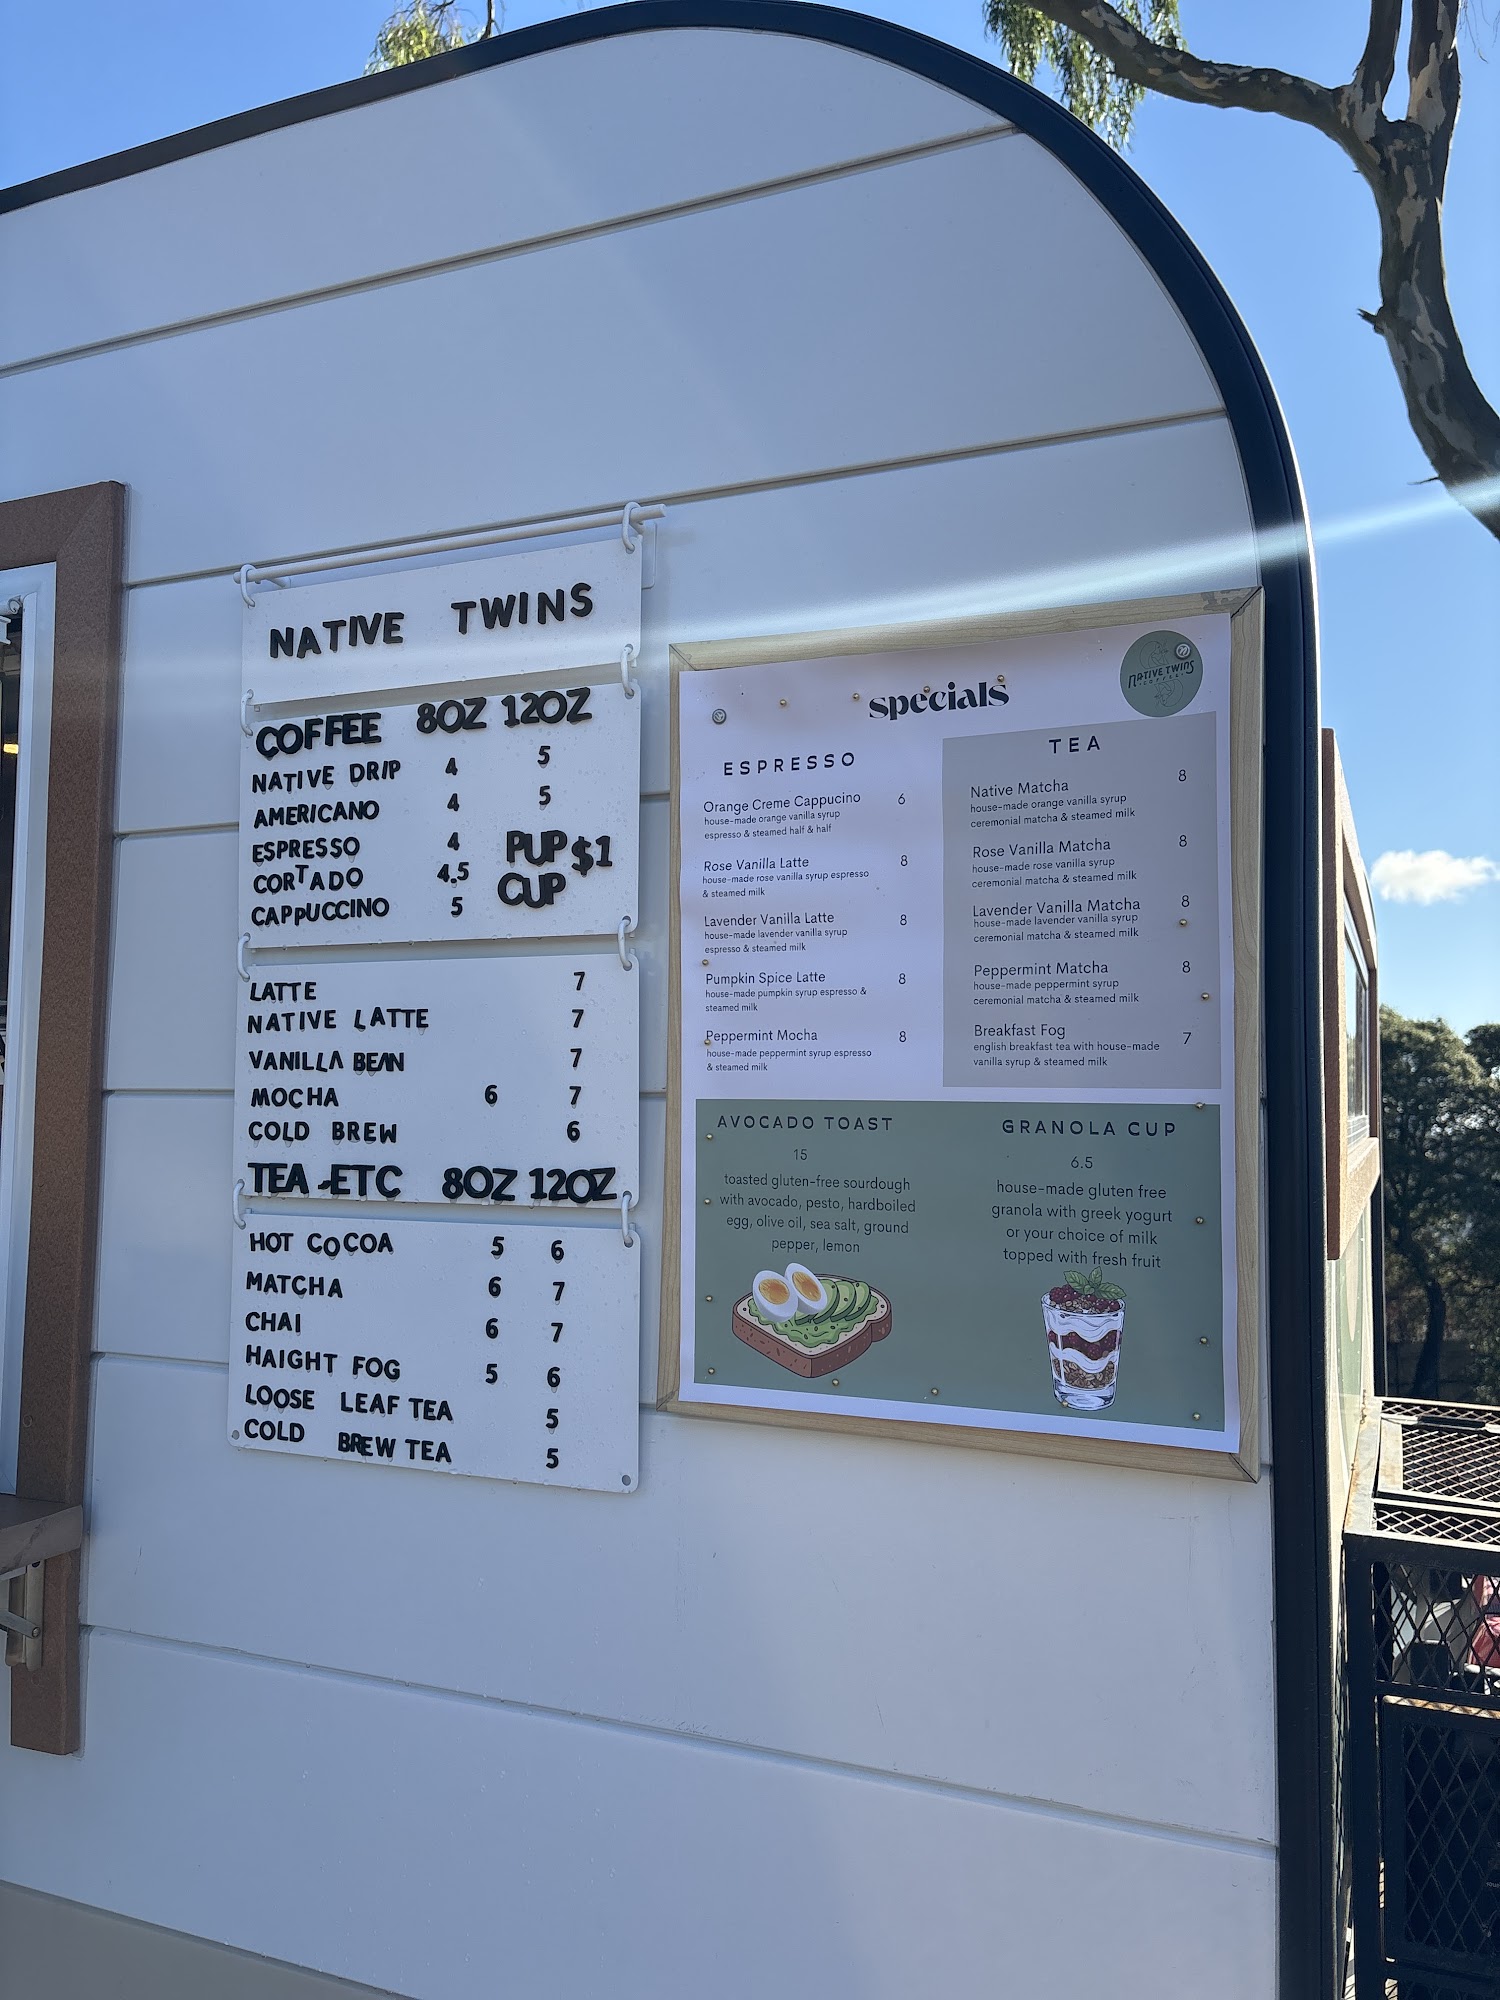 NATIVE TWINS
COFFEE 8OZ 12OZ
NATIVE DRIP 4 5
AMERICANO 4 5
ESPRESSO 4
CORTADO 4.5
CAPPUCCINO 5
PUP CUP $1
LATTE 7
NATIVE LATTE 7
VANILLA BEAN 7
MOCHA 6 7
COLD BREW 6
TEA-ETC 8OZ 12OZ
HOT COCOA 5 6
MATCHA 6 7
CHAI 6 7
HAIGHT FOG 5 6
LOOSE LEAF TEA 5
COLD BREW TEA 5
specials
NATIVE TWINS
COFFEE
ESPRESSO
Orange Creme Cappucino 6
house-made orange vanilla syrup
espresso & steamed half & half
Rose Vanilla Latte 8
house-made rose vanilla syrup espresso
& steamed milk
Lavender Vanilla Latte 8
house-made lavender vanilla syrup
espresso & steamed milk
Pumpkin Spice Latte 8
house-made pumpkin syrup espresso &
steamed milk
Peppermint Mocha 8
house-made peppermint syrup espresso
& steamed milk
TEA
Native Matcha 8
house-made orange vanilla syrup
ceremonial matcha & steamed milk
Rose Vanilla Matcha 8
house-made rose vanilla syrup
ceremonial matcha & steamed milk
Lavender Vanilla Matcha 8
house-made lavender vanilla syrup
ceremonial matcha & steamed milk
Peppermint Matcha 8
house-made peppermint syrup
ceremonial matcha & steamed milk
Breakfast Fog 7
english breakfast tea with house-made
vanilla syrup & steamed milk
AVOCADO TOAST
15
toasted gluten-free sourdough
with avocado, pesto, hardboiled
egg, olive oil, sea salt, ground
pepper, lemon
GRANOLA CUP
6.5
house-made gluten free
granola with greek yogurt
or your choice of milk
topped with fresh fruit